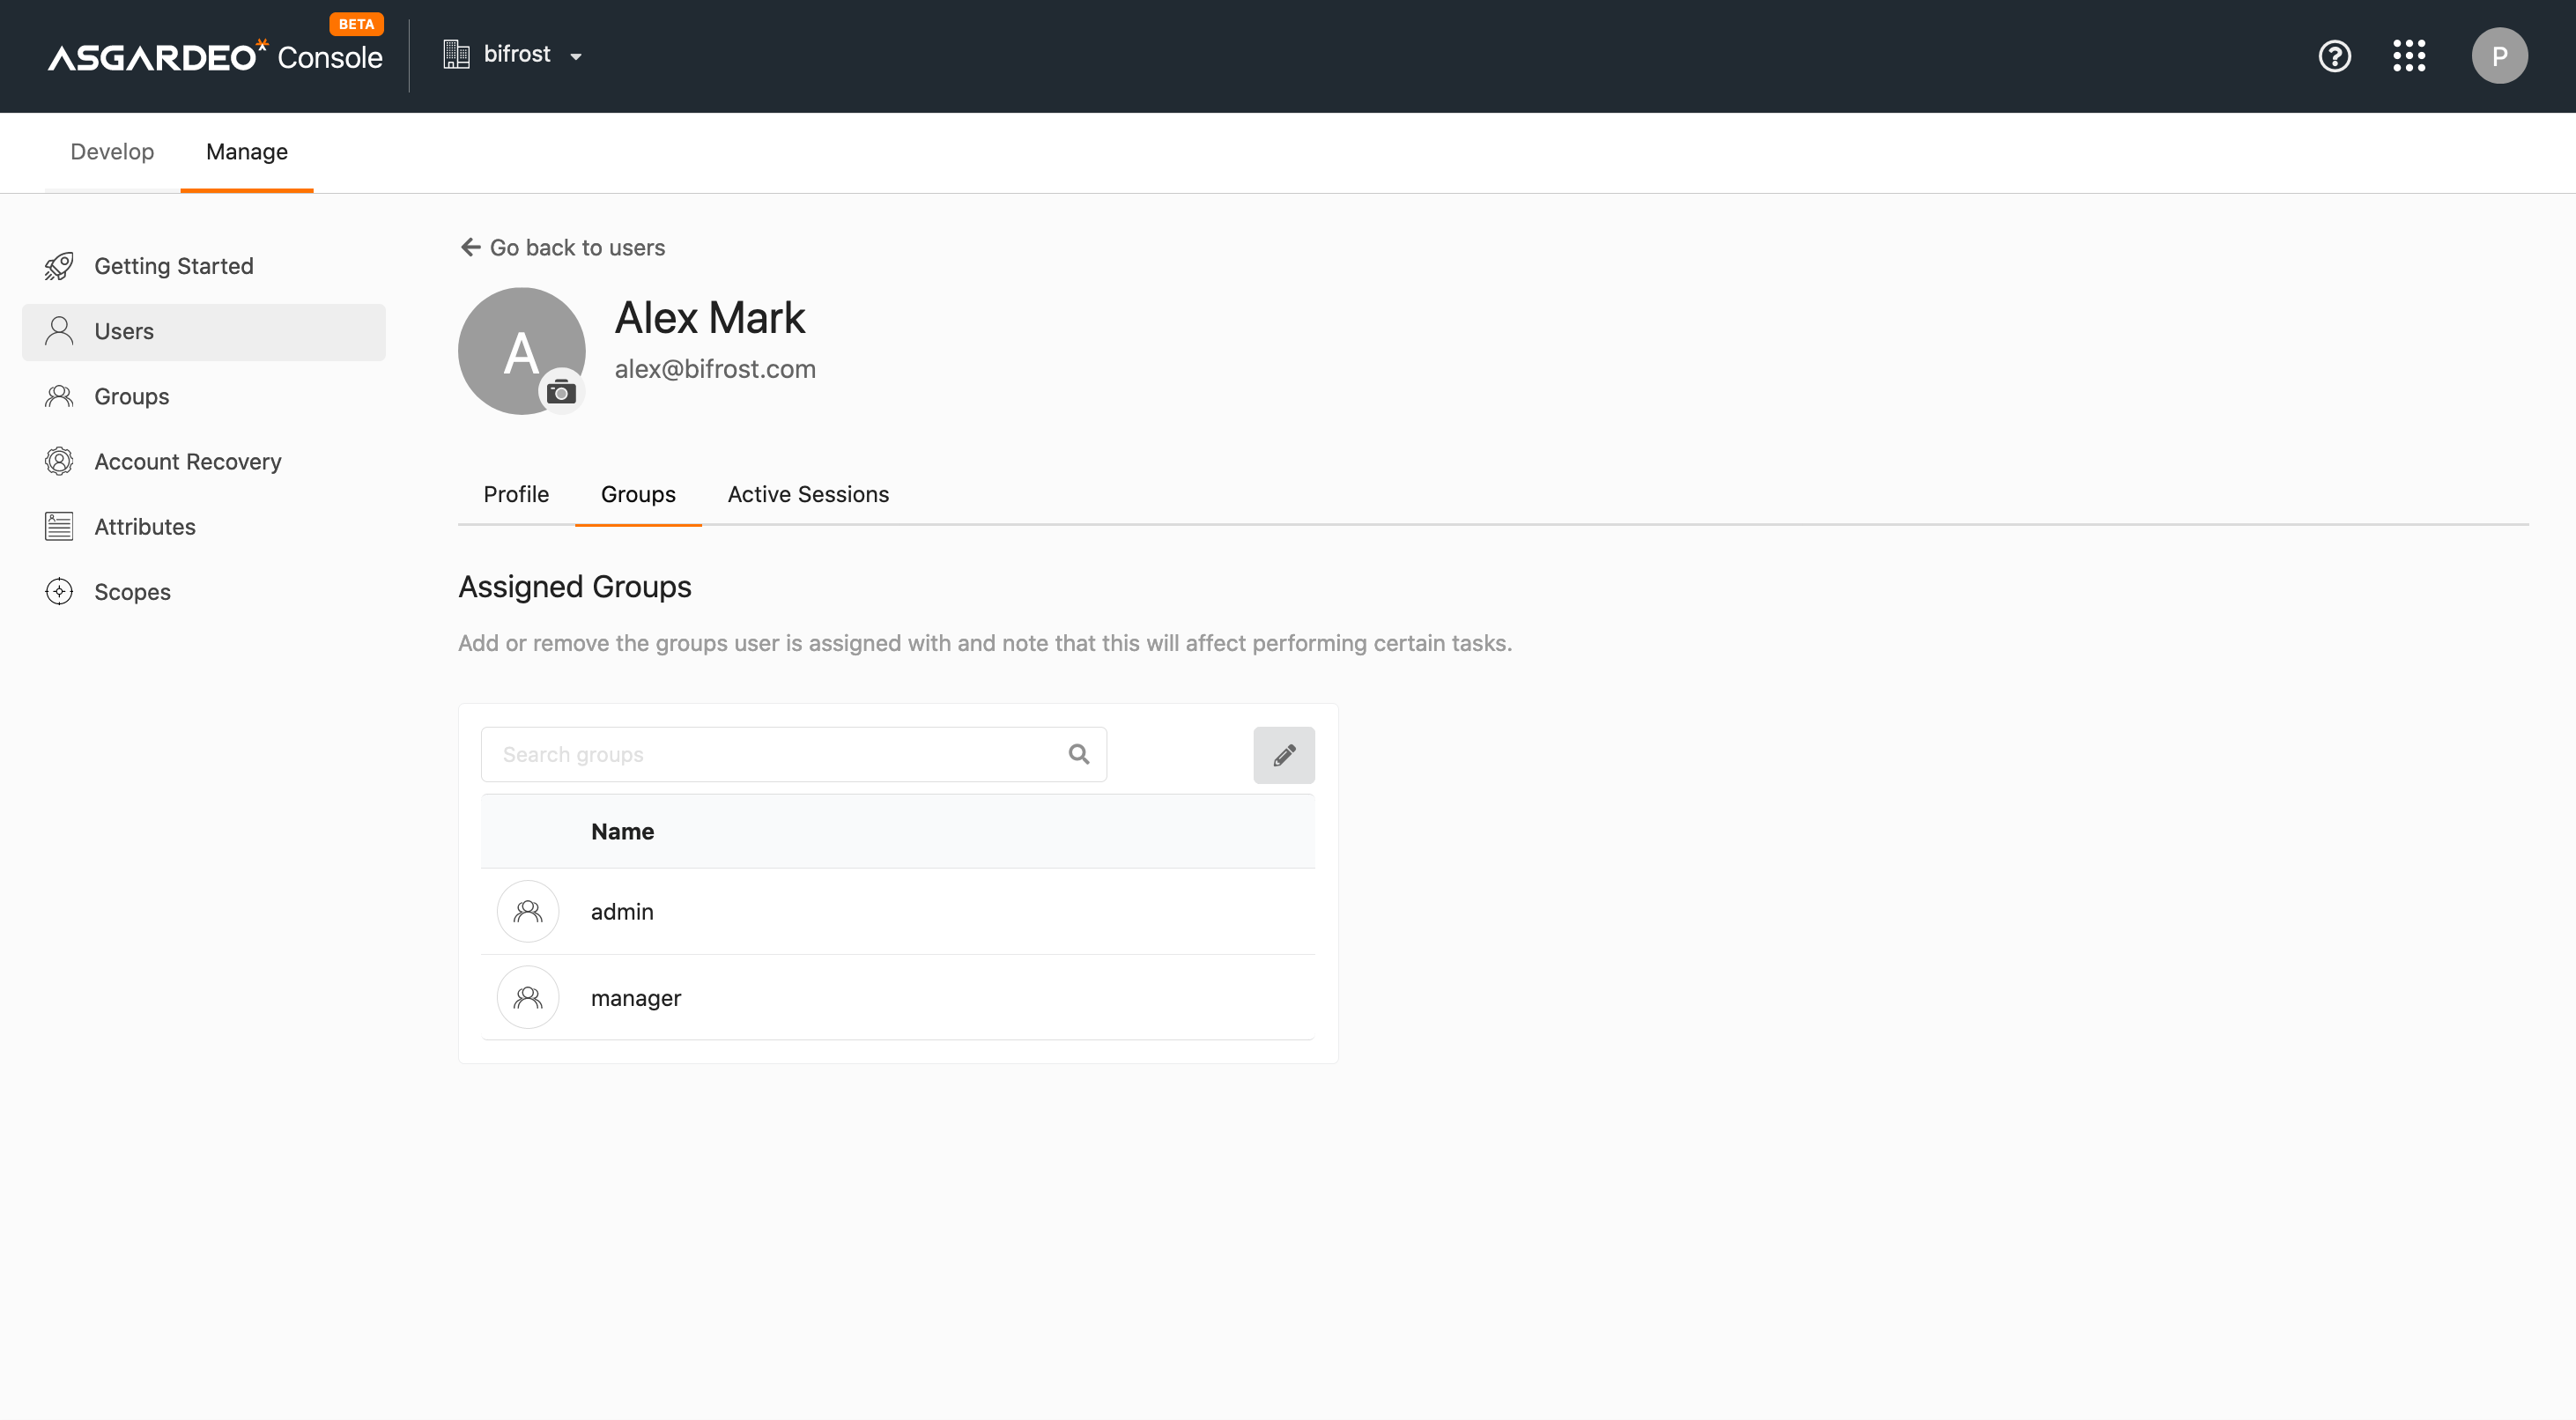 BETA
ASGARDEO Console
bifrost
P
Develop
Manage
Getting Started
Users
Groups
Account Recovery
Attributes
Scopes
Go back to users
A
Alex Mark
alex@bifrost.com
Profile
Groups
Active Sessions
Assigned Groups
Add or remove the groups user is assigned with and note that this will affect performing certain tasks.
Search groups
Name
admin
manager